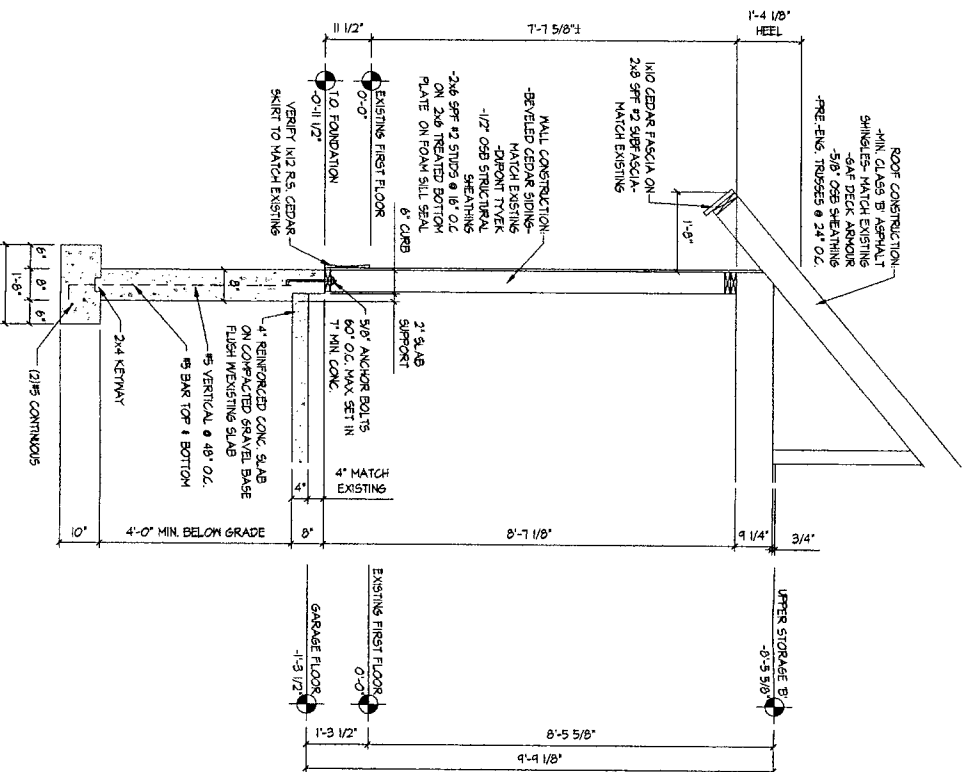 1'-4 1/8"
HEEL
7'-7 5/8"±
11 1/2"
ROOF CONSTRUCTION-
-MIN. CLASS 'B' ASPHALT
SHINGLES- MATCH EXISTING
-GAF DECK ARMOUR
-5/8" OSB SHEATHING
-PRE.-ENG. TRUSSES @ 24" O.C.
1X10 CEDAR FASCIA ON
2x8 SPF #2 SUBFASCIA-
MATCH EXISTING
1'-8"
WALL CONSTRUCTION:
-BEVELED CEDAR SIDING-
MATCH EXISTING
-DUPONT TYVEK
-1/2" OSB STRUCTURAL
SHEATHING
-2x6 SPF #2 STUDS @ 16" O.C
ON 2x6 TREATED BOTTOM
PLATE ON FOAM SILL SEAL
EXISTING FIRST FLOOR
0'-0"
T.O. FOUNDATION
-0'-11 1/2"
VERIFY 1X12 R.S. CEDAR
SKIRT TO MATCH EXISTING
6" CURB
2" SLAB
SUPPORT
5/8" ANCHOR BOLTS
60" O.C. MAX. SET IN
7" MIN. CONC.
8"
4" REINFORCED CONC. SLAB
ON COMPACTED GRAVEL BASE
FLUSH W/EXISTING SLAB
#5 VERTICAL @ 48" O.C.
#5 BAR TOP & BOTTOM
2x4 KEYWAY
(2)#5 CONTINUOUS
6"
8"
6"
1'-8"
4" MATCH
EXISTING
4"
3/4"
9 1/4"
8'-7 1/8"
8"
4'-0" MIN. BELOW GRADE
10"
UPPER STORAGE 'B'
-8'-5 5/8"
EXISTING FIRST FLOOR
0'-0"
GARAGE FLOOR
-1'-3 1/2"
8'-5 5/8"
1'-3 1/2"
9'-9 1/8"